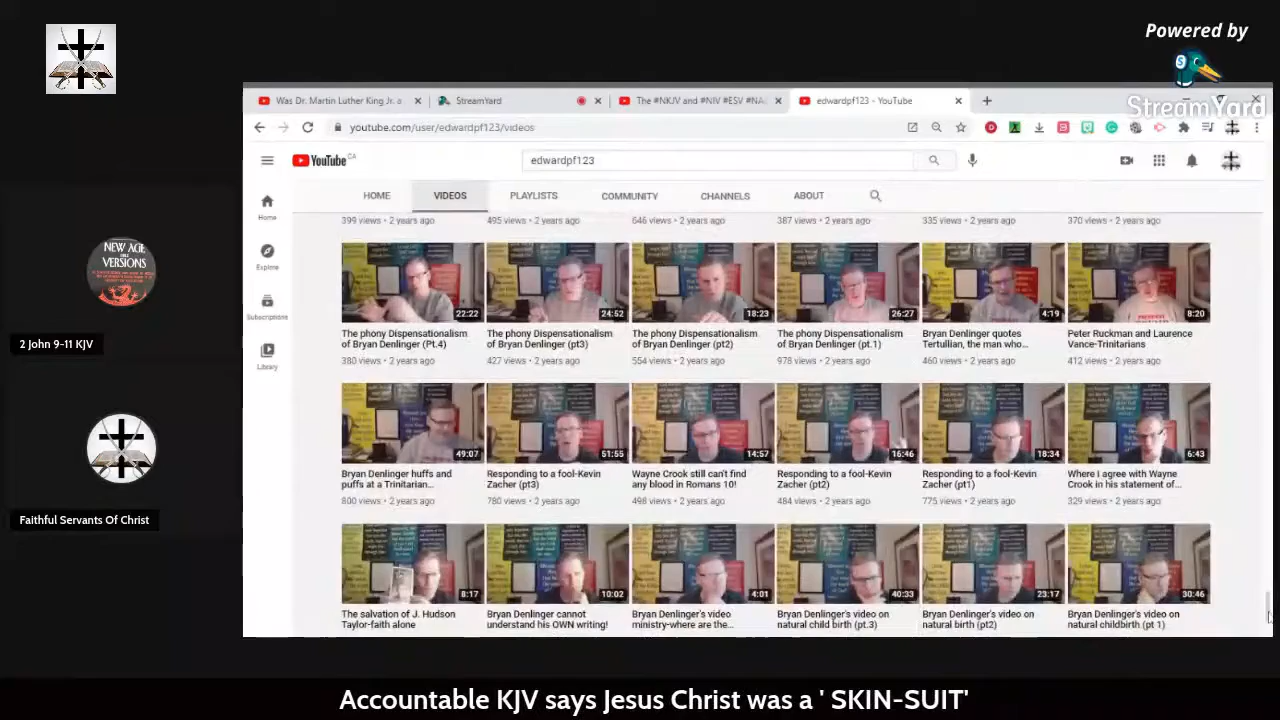 Powered by
StreamYard
Was Dr. Martin Luther King Jr. a
StreamYard
The #NKJV and #NIV #ESV #NA
edwardpf123 - YouTube
youtube.com/user/edwardpf123/videos
YouTube CA
edwardpf123
HOME VIDEOS PLAYLISTS COMMUNITY CHANNELS ABOUT
Home
Explore
Subscriptions
Library
399 views • 2 years ago
495 views • 2 years ago
646 views • 2 years ago
387 views • 2 years ago
335 views • 2 years ago
370 views • 2 years ago
22:22
The phony Dispensationalism
of Bryan Denlinger (Pt.4)
380 views • 2 years ago
24:52
The phony Dispensationalism
of Bryan Denlinger (pt3)
427 views • 2 years ago
18:23
The phony Dispensationalism
of Bryan Denlinger (pt2)
554 views • 2 years ago
26:27
The phony Dispensationalism
of Bryan Denlinger (pt.1)
978 views • 2 years ago
4:19
Bryan Denlinger quotes
Tertullian, the man who...
460 views • 2 years ago
8:20
Peter Ruckman and Laurence
Vance-Trinitarians
412 views • 2 years ago
49:07
Bryan Denlinger huffs and
puffs at a Trinitarian...
800 views • 2 years ago
51:55
Responding to a fool-Kevin
Zacher (pt3)
780 views • 2 years ago
14:57
Wayne Crook still can't find
any blood in Romans 10!
498 views • 2 years ago
16:46
Responding to a fool-Kevin
Zacher (pt2)
484 views • 2 years ago
18:34
Responding to a fool-Kevin
Zacher (pt1)
775 views • 2 years ago
6:43
Where I agree with Wayne
Crook in his statement of...
329 views • 2 years ago
8:17
The salvation of J. Hudson
Taylor-faith alone
10:02
Bryan Denlinger cannot
understand his OWN writing!
4:01
Bryan Denlinger's video
ministry-where are the...
40:33
Bryan Denlinger's video on
natural child birth (pt.3)
23:17
Bryan Denlinger's video on
natural birth (pt2)
30:46
Bryan Denlinger's video on
natural childbirth (pt 1)
NEW AGE
VERSIONS
2 John 9-11 KJV
Faithful Servants Of Christ
Accountable KJV says Jesus Christ was a ' SKIN-SUIT'